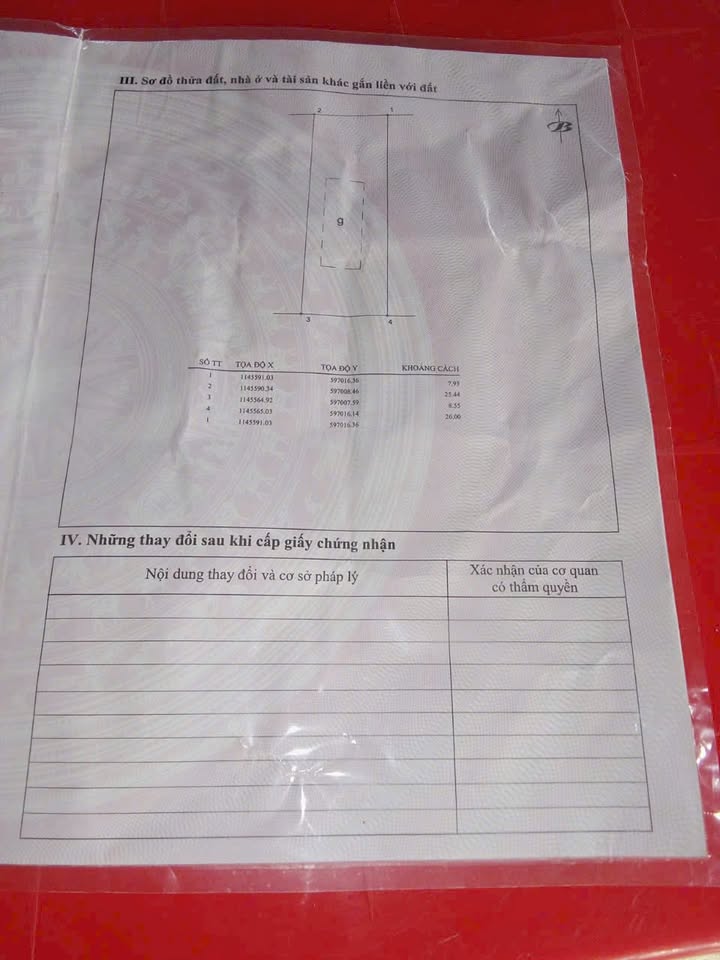 III. Sơ đồ thửa đất, nhà ở và tài sản khác gắn liền với đất
2 1
B
g
3 4
SỐ TT TỌA ĐỘ X TỌA ĐỘ Y KHOẢNG CÁCH
1 1145591.03 597016.36
7.93
2 1145590.34 597008.46
25.44
3 1145564.92 597007.59
8.55
4 1145565.03 597016.14
26.00
1 1145591.03 597016.36
IV. Những thay đổi sau khi cấp giấy chứng nhận
Nội dung thay đổi và cơ sở pháp lý
Xác nhận của cơ quan
có thẩm quyền